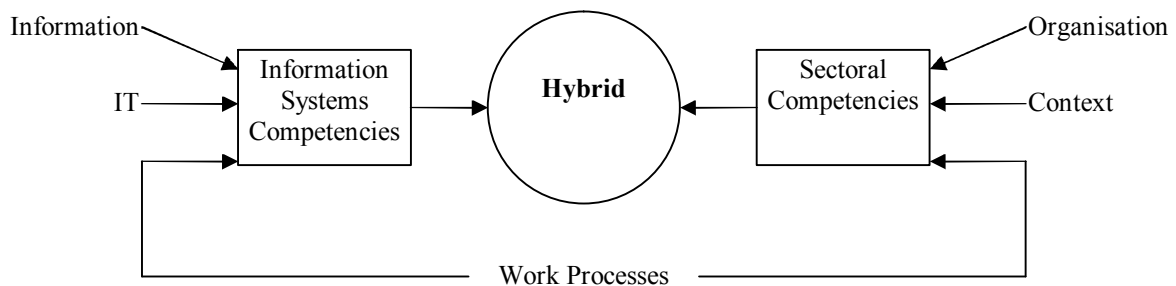 Information
Organisation
Information
Systems
Competencies
Hybrid
Sectoral
Competencies
IT
Context
Work Processes